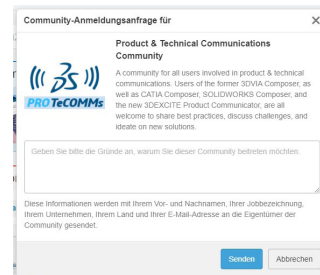 Community-Anmeldungsanfrage für
Product & Technical Communications
Community
A community for all users involved in product & technical
communications. Users of the former 3DVIA Composer, as
well as CATIA Composer, SOLIDWORKS Composer, and
the new 3DEXCITE Product Communicator, are all
welcome to share best practices, discuss challenges, and
ideate on new solutions.
PROTeCOMMs
Geben Sie bitte die Gründe an, warum Sie dieser Community beitreten möchten.
Diese Informationen werden mit Ihrem Vor- und Nachnamen, Ihrer Jobbezeichnung,
Ihrem Unternehmen, Ihrem Land und Ihrer E-Mail-Adresse an die Eigentümer der
Community gesendet.
Senden
Abbrechen